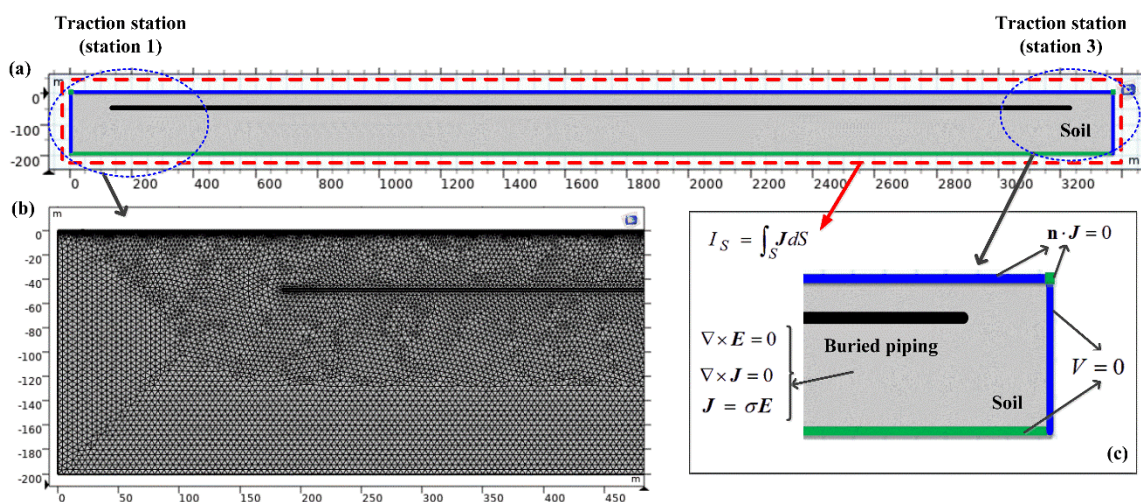 Traction station
(station 1)
Traction station
(station 3)
(a)
m
0
-100
-200
Soil
m
0 200 400 600 800 1000 1200 1400 1600 1800 2000 2200 2400 2600 2800 3000 3200
(b)
m
0
-20
-40
-60
-80
-100
-120
-140
-160
-180
-200
m
0 50 100 150 200 250 300 350 400 450
I_S = ∫_S J dS
n · J = 0
∇ × E = 0
∇ × J = 0
J = σE
Buried piping
V = 0
Soil
(c)